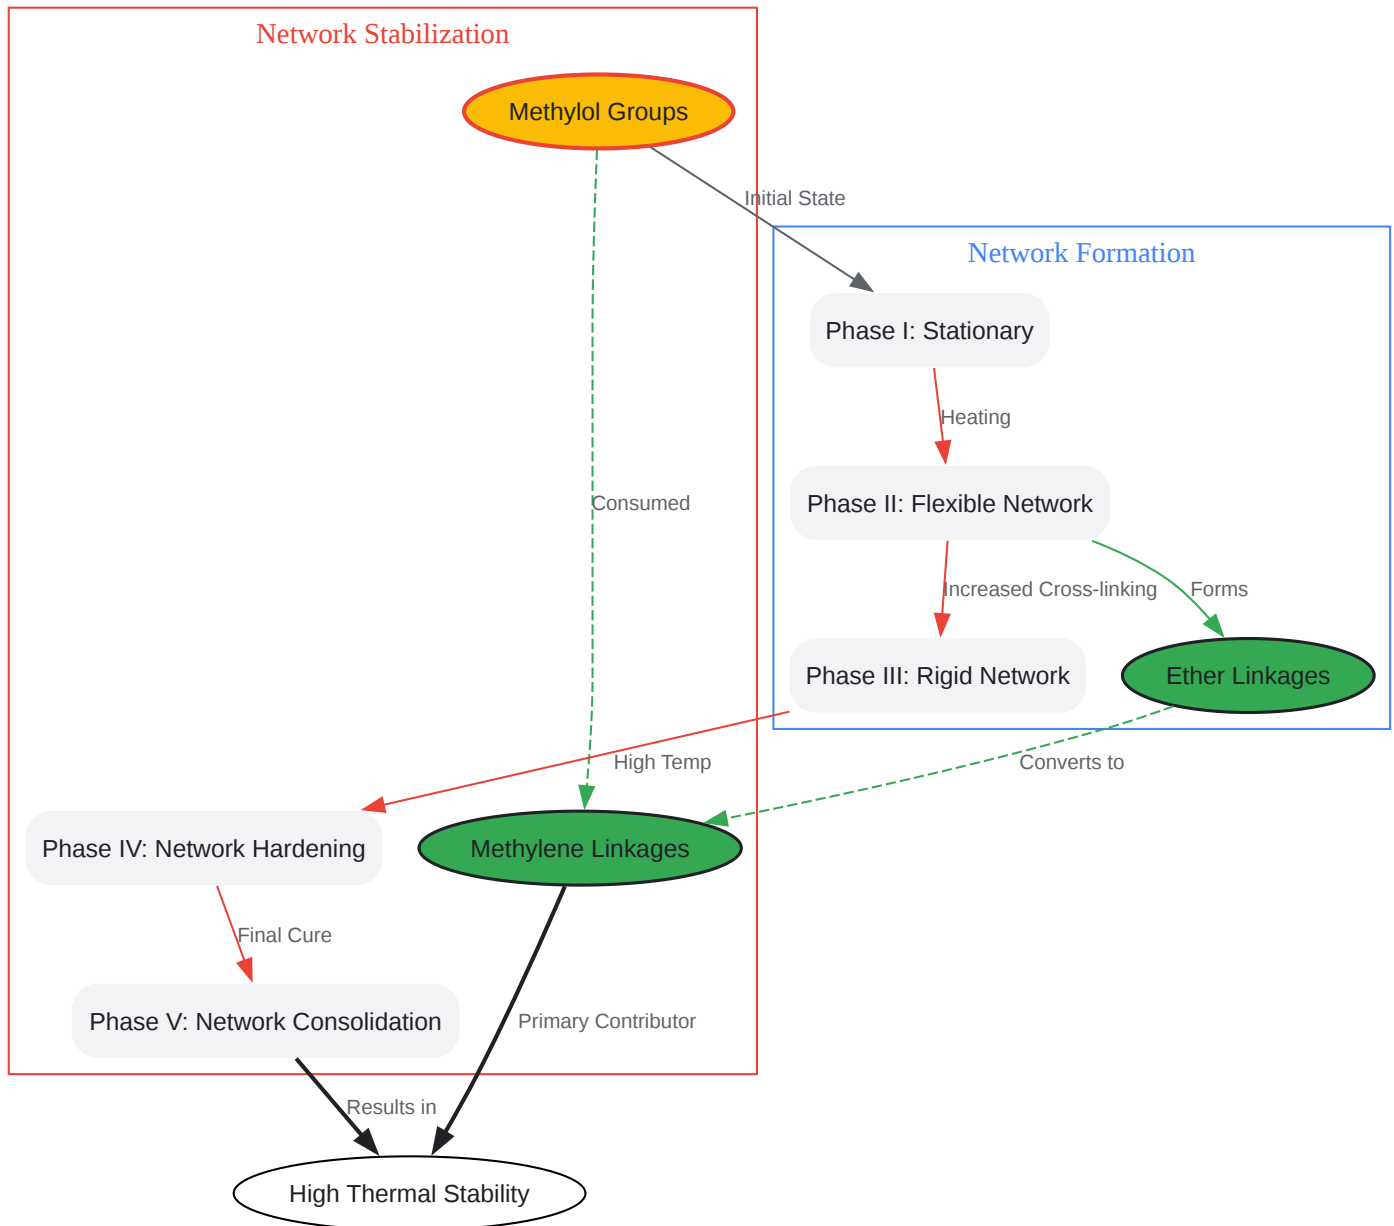 Network Stabilization
Methylol Groups
Initial State
Network Formation
Phase I: Stationary
Heating
Consumed
Phase II: Flexible Network
Increased Cross-linking
Forms
Phase III: Rigid Network
Ether Linkages
High Temp
Converts to
Phase IV: Network Hardening
Methylene Linkages
Final Cure
Phase V: Network Consolidation
Primary Contributor
Results in
High Thermal Stability